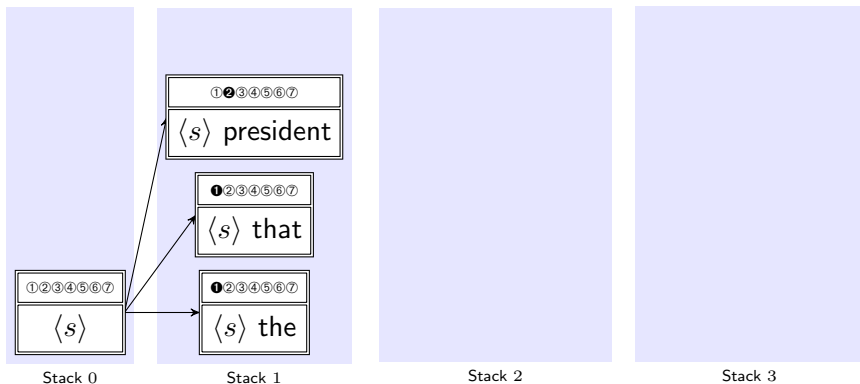 ①❷③④⑤⑥⑦
⟨s⟩ president
❶②③④⑤⑥⑦
⟨s⟩ that
①②③④⑤⑥⑦
⟨s⟩
❶②③④⑤⑥⑦
⟨s⟩ the
Stack 0
Stack 1
Stack 2
Stack 3